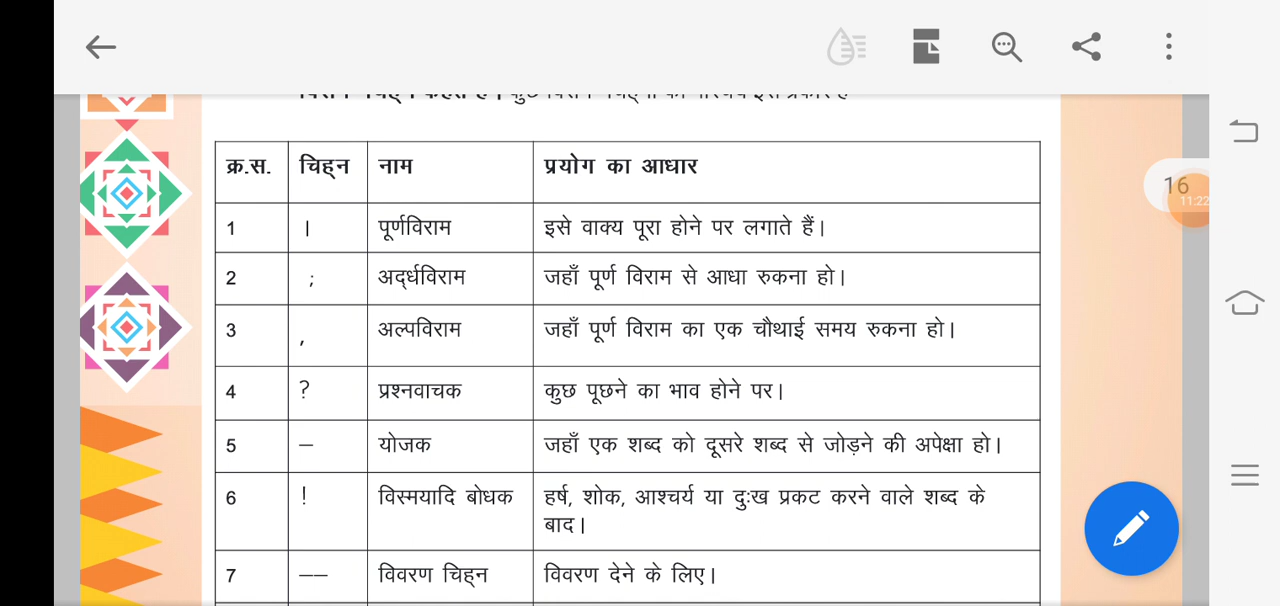 क्र.स. चिह्न नाम प्रयोग का आधार
1 । पूर्णविराम इसे वाक्य पूरा होने पर लगाते हैं।
2 ; अर्द्धविराम जहाँ पूर्ण विराम से आधा रुकना हो।
3 , अल्पविराम जहाँ पूर्ण विराम का एक चौथाई समय रुकना हो।
4 ? प्रश्नवाचक कुछ पूछने का भाव होने पर।
5 – योजक जहाँ एक शब्द को दूसरे शब्द से जोड़ने की अपेक्षा हो।
6 ! विस्मयादि बोधक हर्ष, शोक, आश्चर्य या दुःख प्रकट करने वाले शब्द के
बाद।
7 –– विवरण चिह्न विवरण देने के लिए।
16
11:22